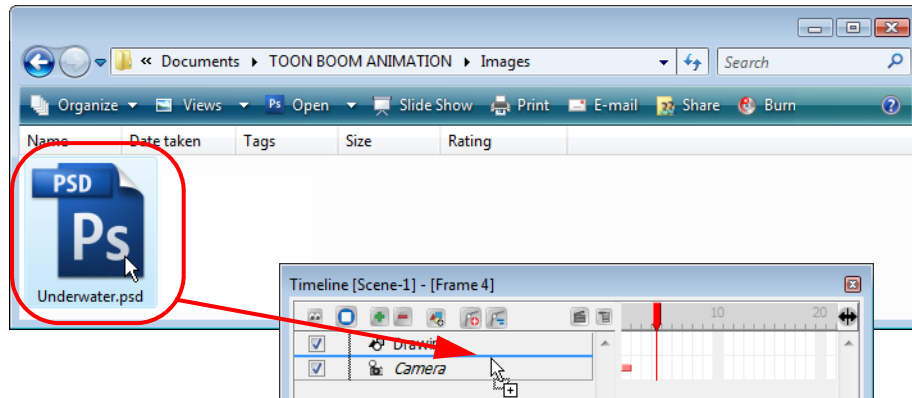 « Documents ▸ TOON BOOM ANIMATION ▸ Images Search
Organize Views Ps Open Slide Show Print E-mail Share Burn ?
Name Date taken Tags Size Rating
PSD
Ps
Underwater.psd
Timeline [Scene-1] - [Frame 4]
10 20
Camera